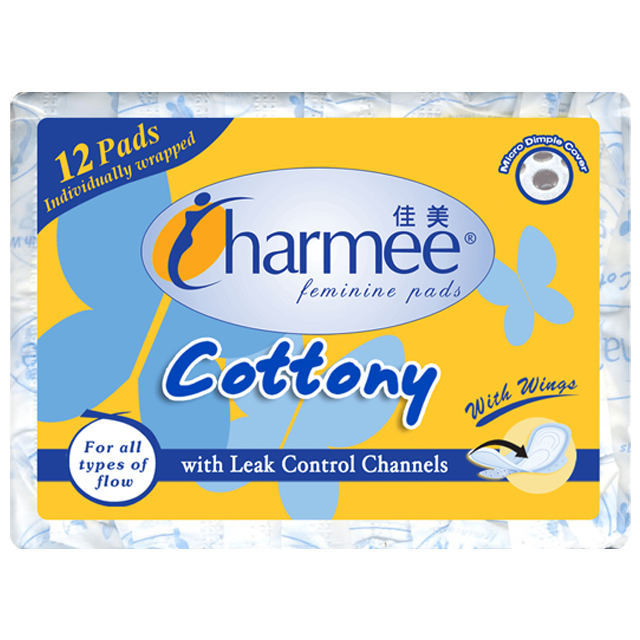 12 Pads
Individually wrapped
Micro Dimple Cover
佳美
Charmee®
feminine pads
Cottony
With Wings
For all
types of
flow
with Leak Control Channels